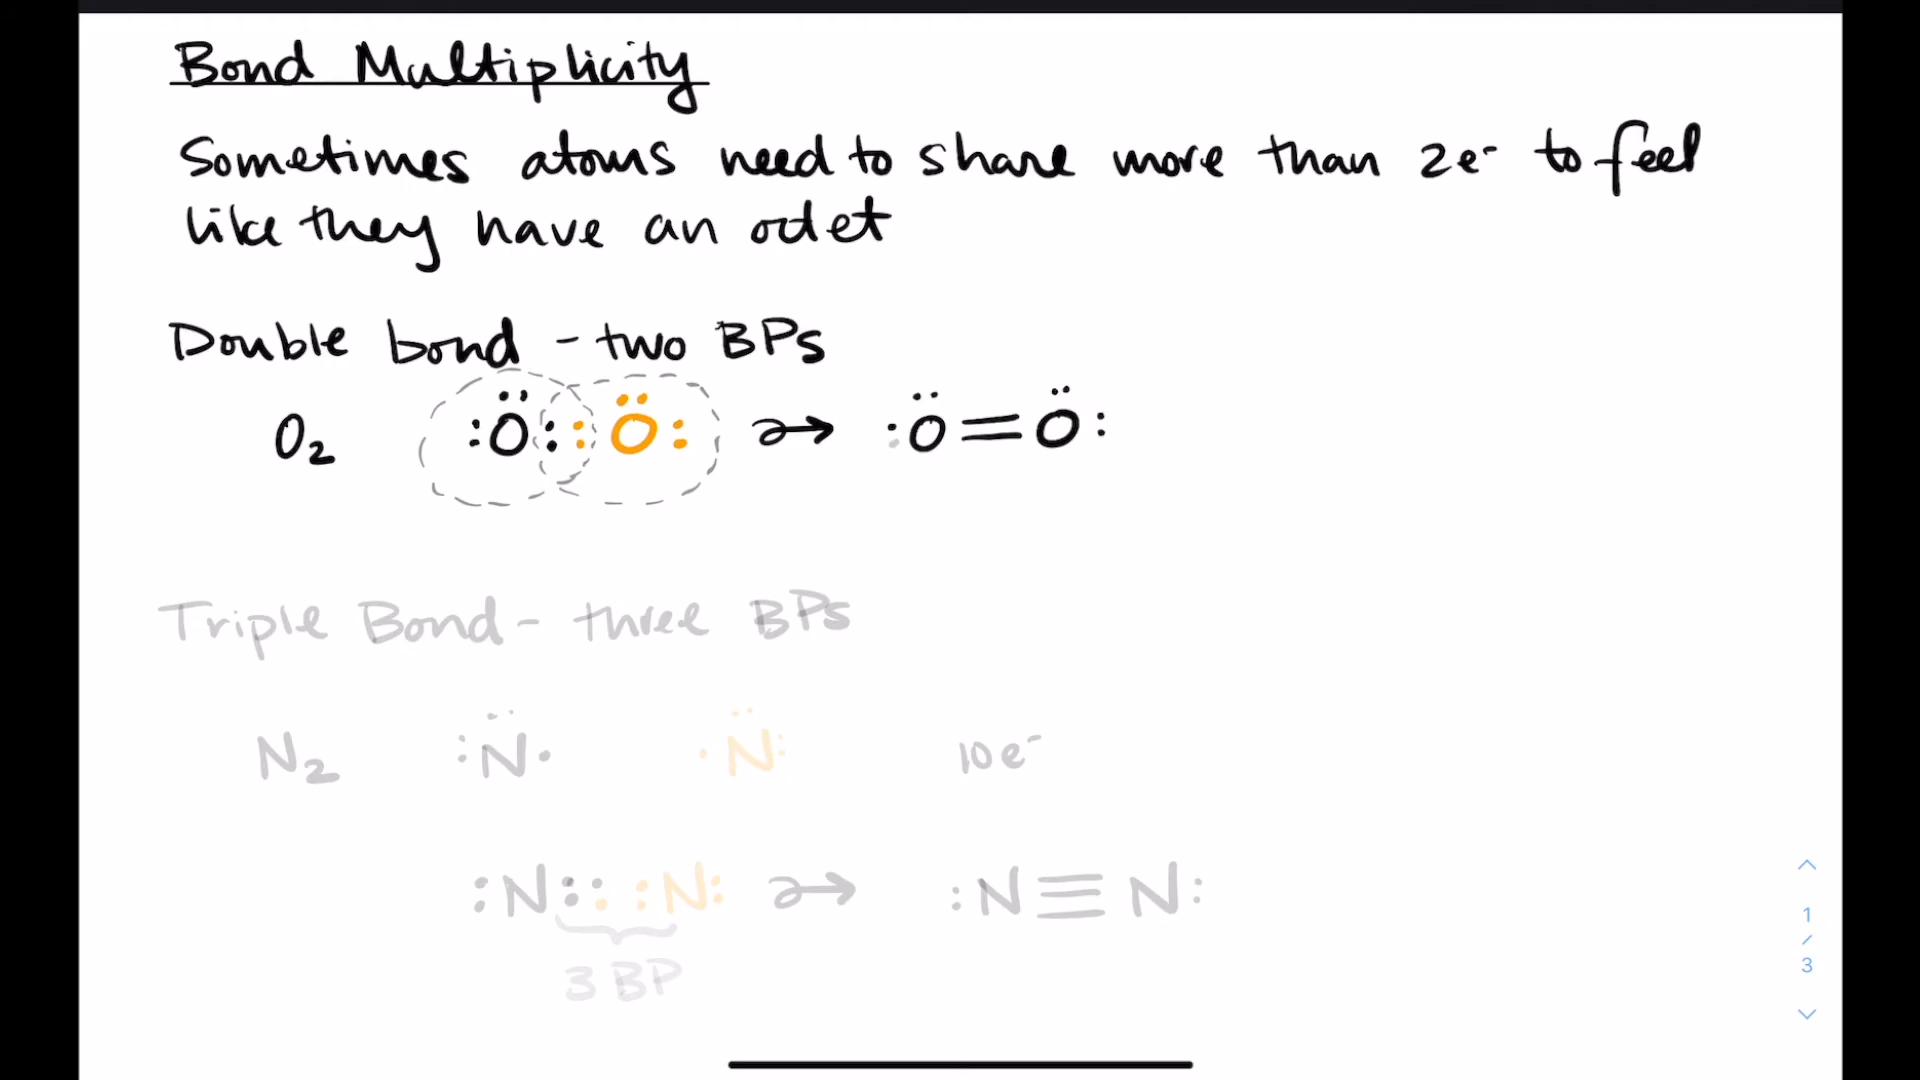 Bond Multiplicity
Sometimes atoms need to share more than 2e⁻ to feel
like they have an octet
Double bond - two BPs
O₂ :Ö: :Ö: → :Ö=Ö:
Triple Bond - three BPs
N₂ :N̈· ·N̈: 10e⁻
:N:: ::N: → :N≡N:
3 BP
1
/
3